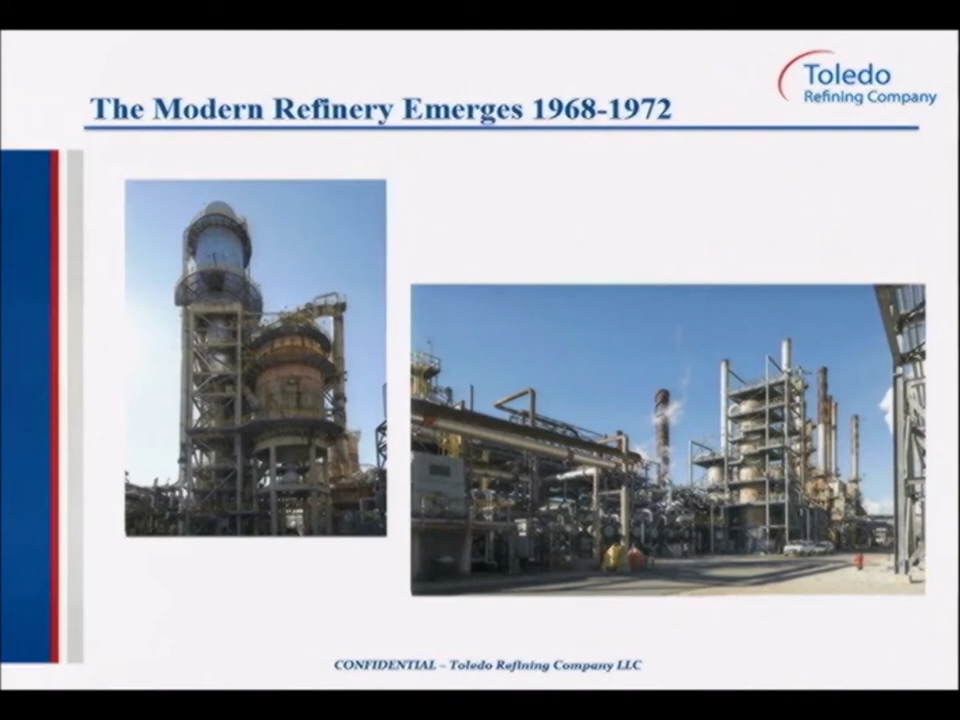 Toledo
Refining Company
The Modern Refinery Emerges 1968-1972
CONFIDENTIAL – Toledo Refining Company LLC